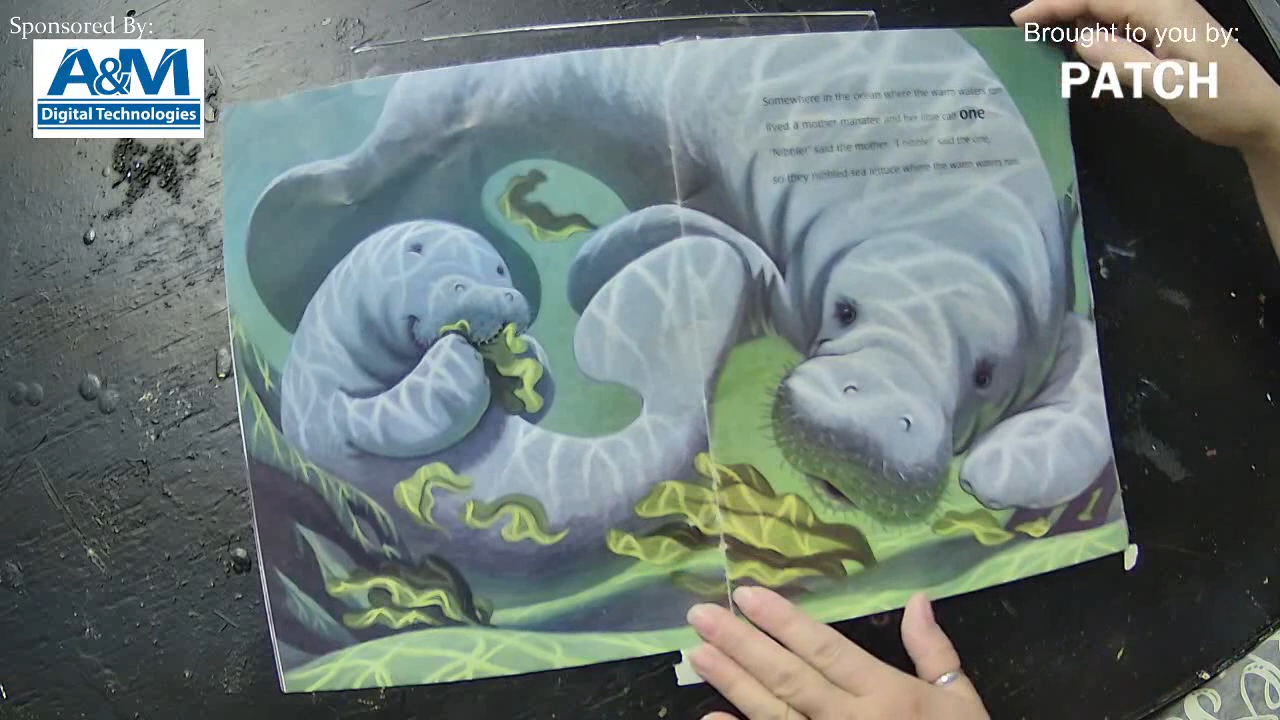 Sponsored By:
A&M
Digital Technologies
Brought to you by:
PATCH
Somewhere in the ocean where the warm waters run
lived a mother manatee and her little calf one
"Nibble!" said the mother. "I nibble" said the one.
so they nibbled sea lettuce where the warm waters run.